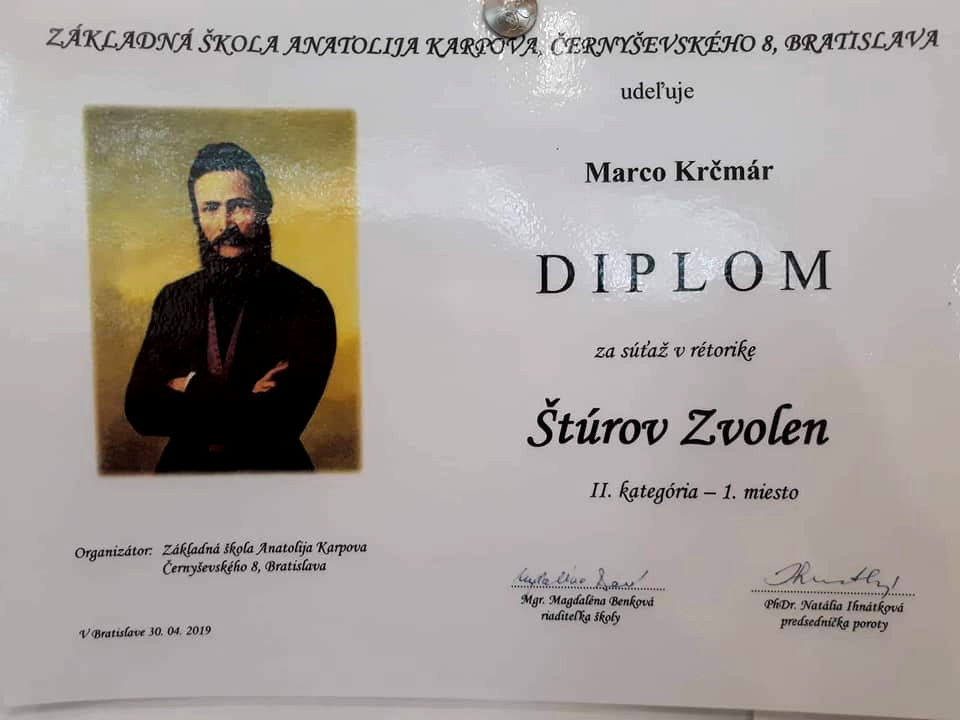 ZÁKLADNÁ ŠKOLA ANATOLIJA KARPOVA, ČERNYŠEVSKÉHO 8, BRATISLAVA
udeľuje
Marco Krčmár
DIPLOM
za súťaž v rétorike
Štúrov Zvolen
II. kategória – 1. miesto
Organizátor: Základná škola Anatolija Karpova
Černyševského 8, Bratislava
Mgr. Magdaléna Benková
riaditeľka školy
PhDr. Natália Ihnátková
predsedníčka poroty
V Bratislave 30. 04. 2019